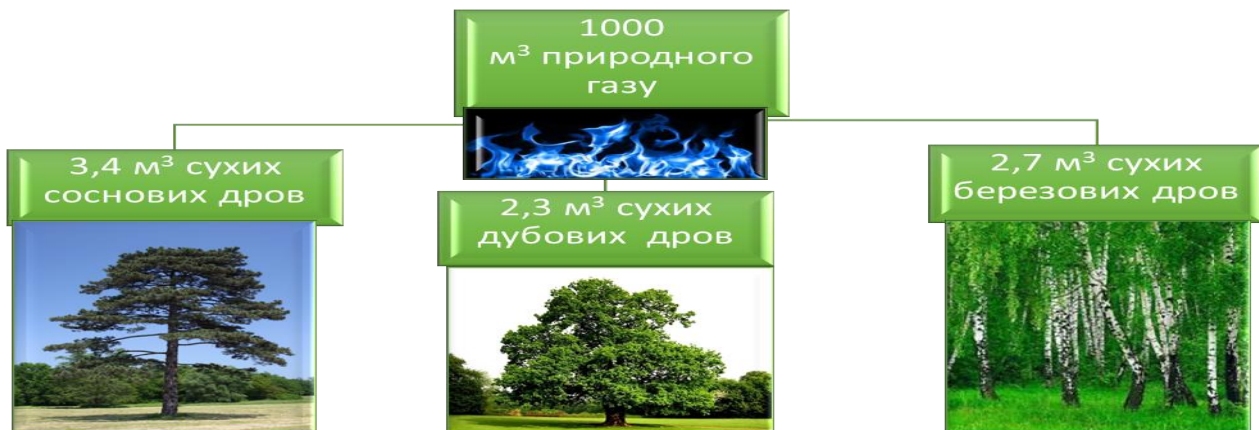 1000
м³ природного
газу
3,4 м³ сухих
соснових дров
2,3 м³ сухих
дубових дров
2,7 м³ сухих
березових дров